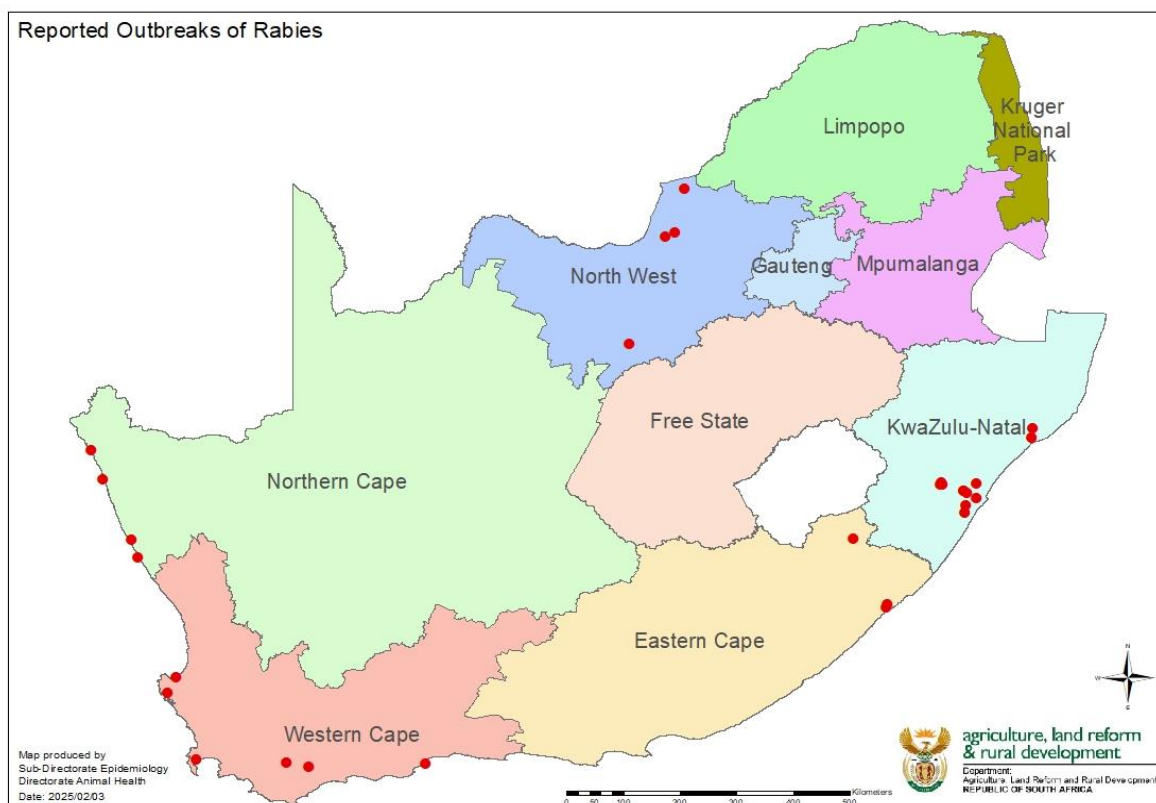 Reported Outbreaks of Rabies
Limpopo
Kruger
National
Park
North West
Gauteng
Mpumalanga
Free State
KwaZulu-Natal
Northern Cape
Eastern Cape
Western Cape
N
W
E
S
Map produced by
Sub-Directorate Epidemiology
Directorate Animal Health
Date: 2025/02/03
Kilometers
0 50 100 200 300 400 500
agriculture, land reform
& rural development
Department:
Agriculture, Land Reform and Rural Development
REPUBLIC OF SOUTH AFRICA